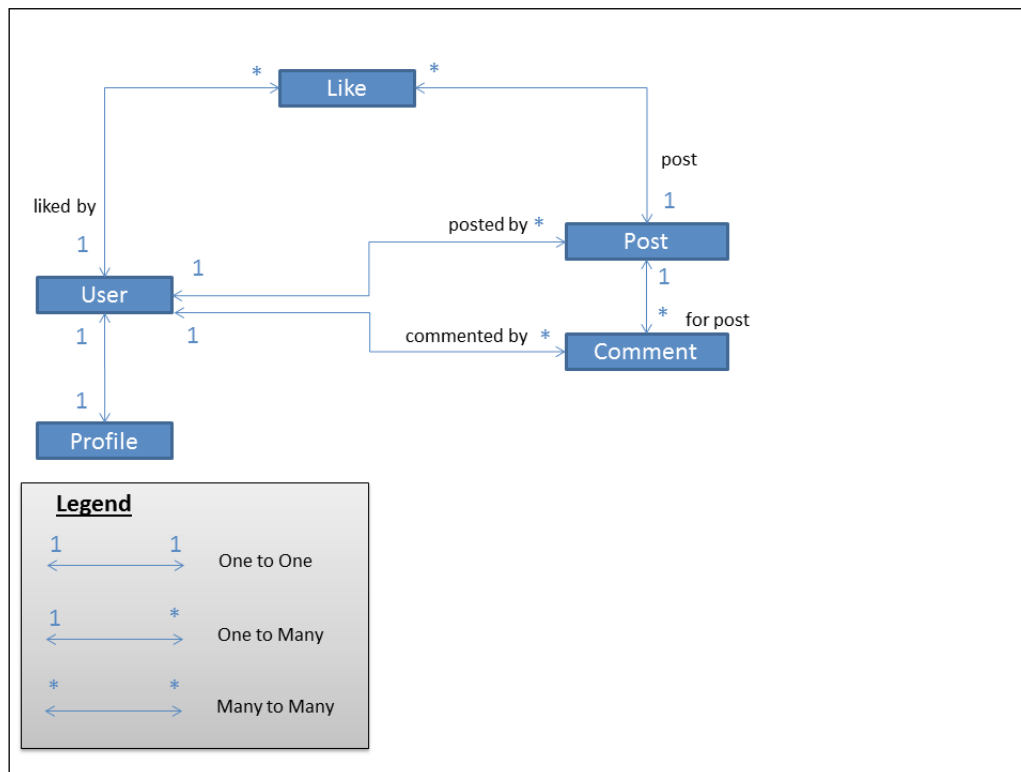 * *
Like
post
liked by
1
posted by *
Post
1
1
User
1
1
* for post
1
commented by *
Comment
1
Profile
Legend
1 1
One to One
1 *
One to Many
* *
Many to Many